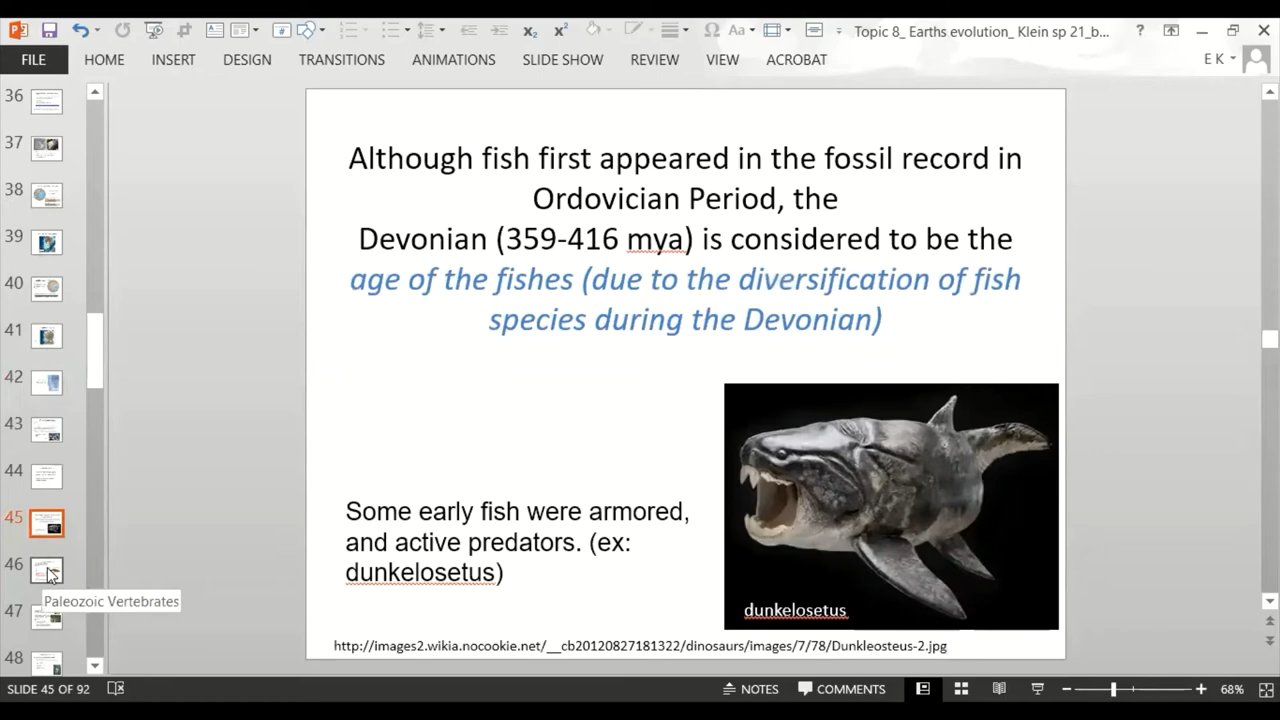 Topic 8_ Earths evolution_ Klein sp 21_b...
FILE HOME INSERT DESIGN TRANSITIONS ANIMATIONS SLIDE SHOW REVIEW VIEW ACROBAT E K
36
37
38
39
40
41
42
43
44
45
46
Paleozoic Vertebrates
47
48
Although fish first appeared in the fossil record in
Ordovician Period, the
Devonian (359-416 mya) is considered to be the
age of the fishes (due to the diversification of fish
species during the Devonian)
Some early fish were armored,
and active predators. (ex:
dunkelosetus)
dunkelosetus
http://images2.wikia.nocookie.net/__cb20120827181322/dinosaurs/images/7/78/Dunkleosteus-2.jpg
SLIDE 45 OF 92 NOTES COMMENTS 68%